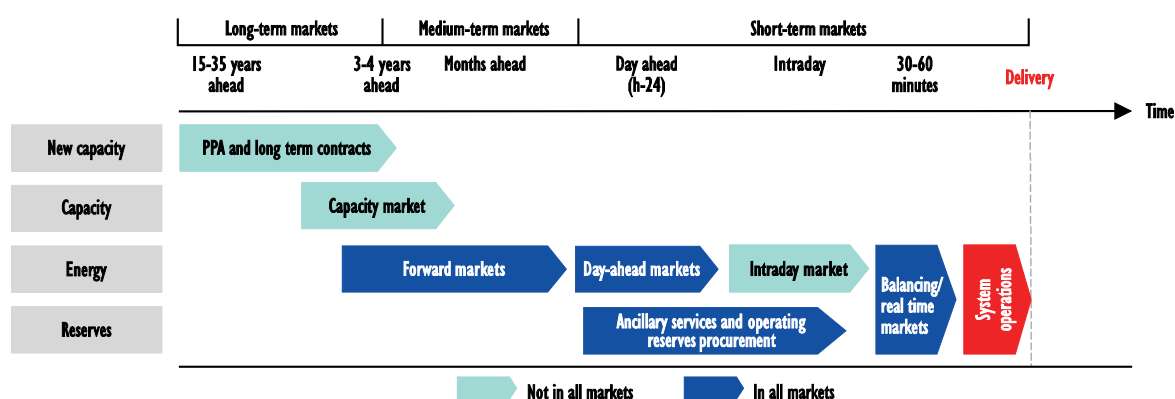 Long-term markets
Medium-term markets
Short-term markets
15-35 years
ahead
3-4 years
ahead
Months ahead
Day ahead
(h-24)
Intraday
30-60
minutes
Delivery
Time
New capacity
PPA and long term contracts
Capacity
Capacity market
Energy
Forward markets
Day-ahead markets
Intraday market
Balancing/
real time
markets
System
operations
Reserves
Ancillary services and operating
reserves procurement
Not in all markets
In all markets